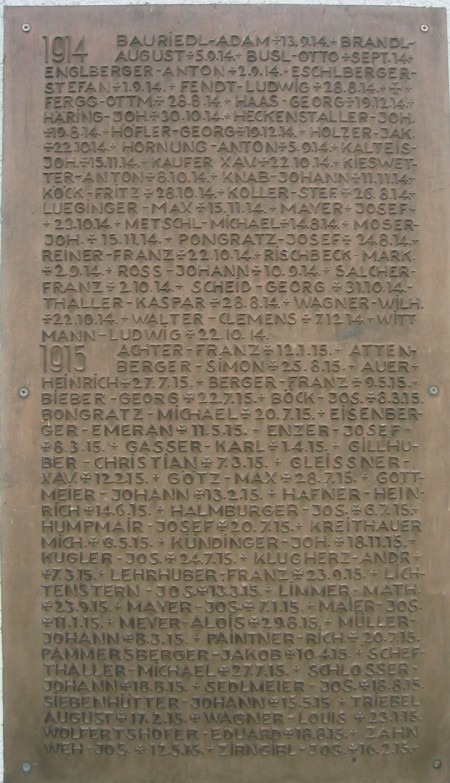 1914 BAURIEDL-ADAM✠13.9.14.+BRANDL-
AUGUST✠5.9.14.+BUSL-OTTO✠SEPT.14.+
ENGLBERGER-ANTON✠2.9.14.+ESCHLBERGER-
STEFAN✠1.9.14.+FENDT-LUDWIG✠28.8.14.+✠+
FERGG-OTTM.✠28.8.14+HAAS-GEORG✠19.12.14.+
HÄRING-JOH.✠30.10.14.+HECKENSTALLER-JOH.
✠19.8.14+HÖFLER-GEORG✠19.12.14.+HOLZER-JAK.
✠22.10.14+HORNUNG-ANTON✠5.9.14.+KALTEIS-
JOH.✠15.11.14.+KAUFER XAV.✠22.10.14.+KIESWET-
TER-ANTON✠8.10.14.+KNAB-JOHANN✠11.11.14.+
KÖCK-FRITZ✠28.10.14.+KOLLER-STEF.✠26.8.14.+
LUEGINGER-MAX✠15.11.14.+MAYER-JOSEF+
✠23.10.14.+METSCHL-MICHAEL✠14.8.14.+MOSER-
JOH.✠15.11.14.+PONGRATZ-JOSEF✠24.8.14.+
REINER-FRANZ✠22.10.14.+RISCHBECK-MARK.
✠2.9.14.+ROSS-JOHANN✠10.9.14.+SALCHER-
FRANZ✠2.10.14.+SCHEID-GEORG✠31.10.14.+
THALLER-KASPAR✠28.8.14.+WAGNER-WILH.
✠22.10.14.+WALTER-CLEMENS✠7.12.14+WITT
MANN-LUDWIG✠22.10.14.
1915 ACHTER-FRANZ✠12.1.15.+ATTEN-
BERGER-SIMON✠25.8.15.+AUER+
HEINRICH✠27.7.15.+BERGER-FRANZ✠9.5.15.+
BIEBER-GEORG✠22.7.15.+BÖCK-JOS.✠8.3.15.
BONGRATZ-MICHAEL✠20.7.15.+EISENBER-
GER-EMERAN✠11.5.15.+ENZER-JOSEF+
✠8.3.15.+GASSER-KARL✠1.4.15.+GILLHU-
BER-CHRISTIAN✠7.3.15.+GLEISSNER-
XAV.✠12.2.15.+GÖTZ-MAX✠28.7.15.+GOTT-
MEIER-JOHANN✠13.2.15.+HAFNER-HEIN-
RICH✠14.6.15.+HALMBURGER-JOS.✠6.7.15.+
HUMPMAIR-JOSEF✠20.7.15.+KREITHAUER
MICH.✠6.5.15.+KÜNDINGER-JOH.✠18.11.15.+
KUGLER-JOS.✠24.7.15.+KLUGHERZ-ANDR.+
✠7.3.15.+LEHRHUBER-FRANZ✠23.9.15.+LICH-
TENSTERN-JOS.✠13.3.15.+LIMMER-MATH.
✠23.9.15.+MAYER-JOS.✠7.1.15.+MAIER-JOS.
✠11.1.15.+MEYER-ALOIS✠29.8.15.+MÜLLER-
JOHANN✠8.3.15.+PAINTNER-RICH.✠20.7.15.
PAMMERSBERGER-JAKOB✠10.4.15.+SCHEF-
THALLER-MICHAEL✠27.7.15.+SCHLOSSER-
JOHANN✠18.8.15.+SEDLMEIER-JOS.✠18.8.15.
SIEBENHÜTTER-JOHANN✠15.5.15.+TRIEBEL
AUGUST✠17.2.15.+WAGNER-LOUIS✠23.1.15.
WOLFERTSHOFER-EDUARD✠18.8.15.+ZAHN
WEH-JOS.✠12.5.15.+ZIRNGIBL-JOS.✠16.2.15.+